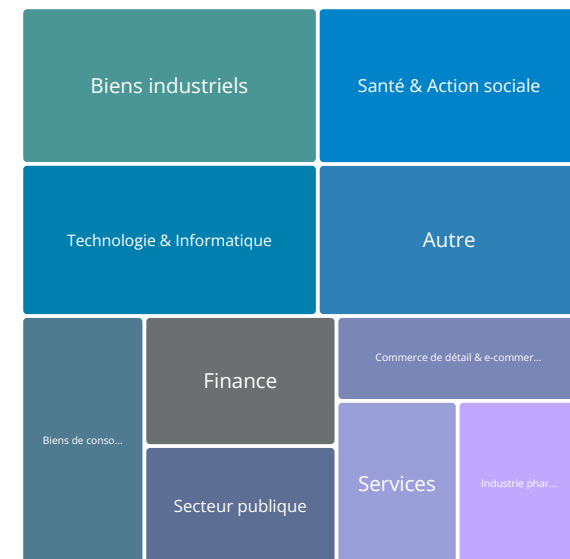 Biens industriels
Santé & Action sociale
Technologie & Informatique
Autre
Biens de conso...
Finance
Commerce de détail & e-commer...
Secteur publique
Services
Industrie phar...